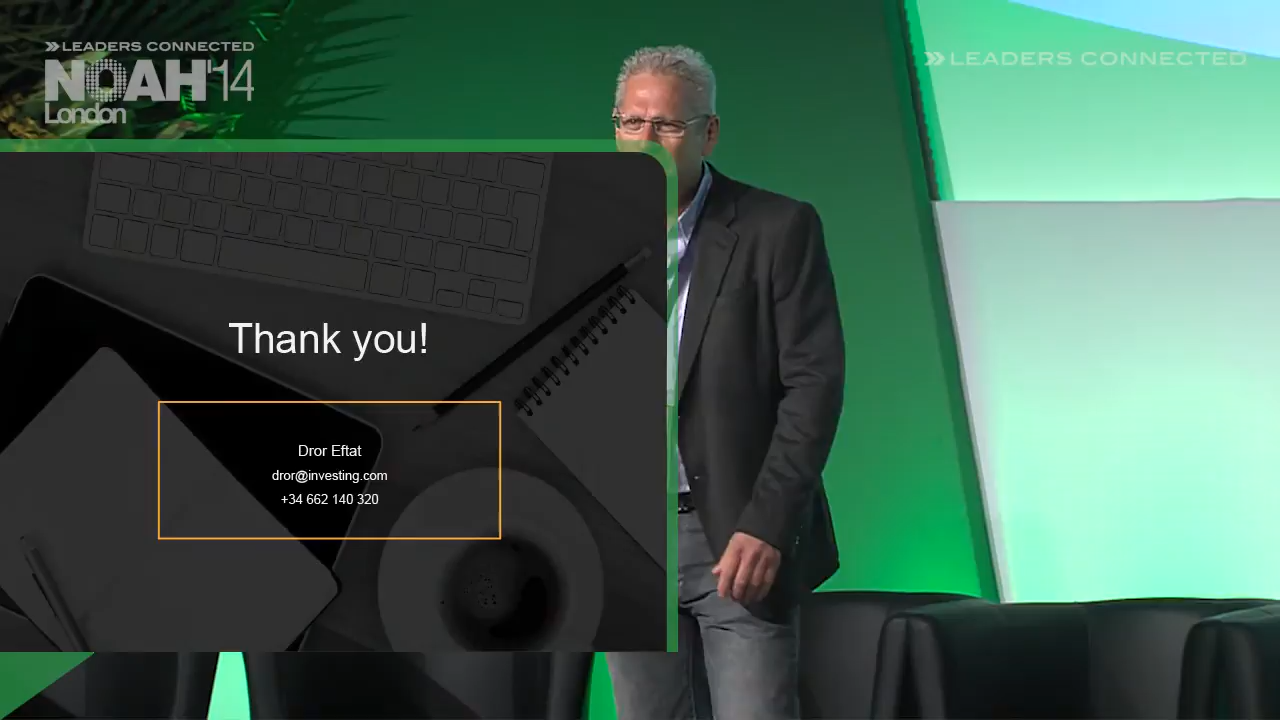 LEADERS CONNECTED
NOAH'14
London
LEADERS CONNECTED
Thank you!
Dror Eftat
dror@investing.com
+34 662 140 320